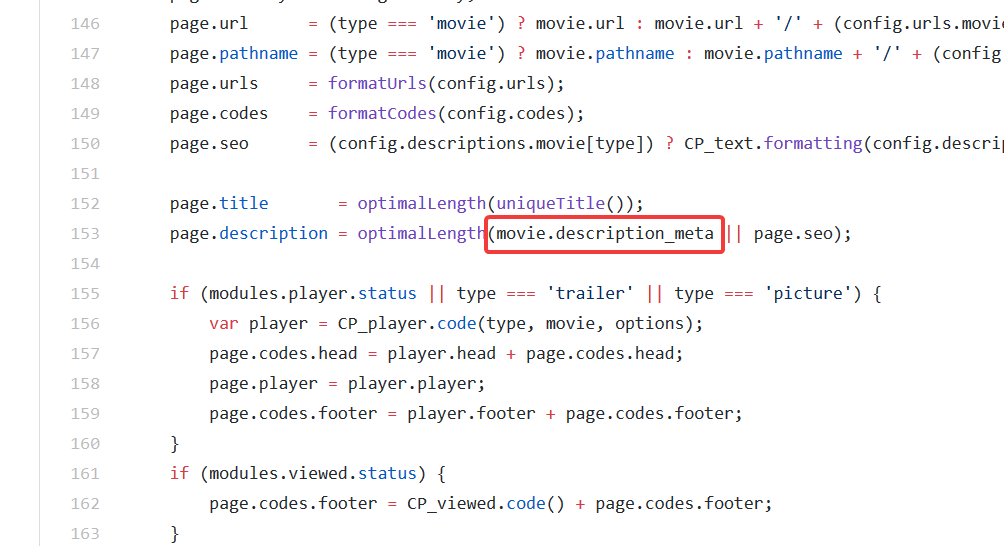 146 page.url = (type === 'movie') ? movie.url : movie.url + '/' + (config.urls.movie
147 page.pathname = (type === 'movie') ? movie.pathname : movie.pathname + '/' + (config
148 page.urls = formatUrls(config.urls);
149 page.codes = formatCodes(config.codes);
150 page.seo = (config.descriptions.movie[type]) ? CP_text.formatting(config.descrip
151
152 page.title = optimalLength(uniqueTitle());
153 page.description = optimalLength(movie.description_meta || page.seo);
154
155 if (modules.player.status || type === 'trailer' || type === 'picture') {
156 var player = CP_player.code(type, movie, options);
157 page.codes.head = player.head + page.codes.head;
158 page.player = player.player;
159 page.codes.footer = player.footer + page.codes.footer;
160 }
161 if (modules.viewed.status) {
162 page.codes.footer = CP_viewed.code() + page.codes.footer;
163 }